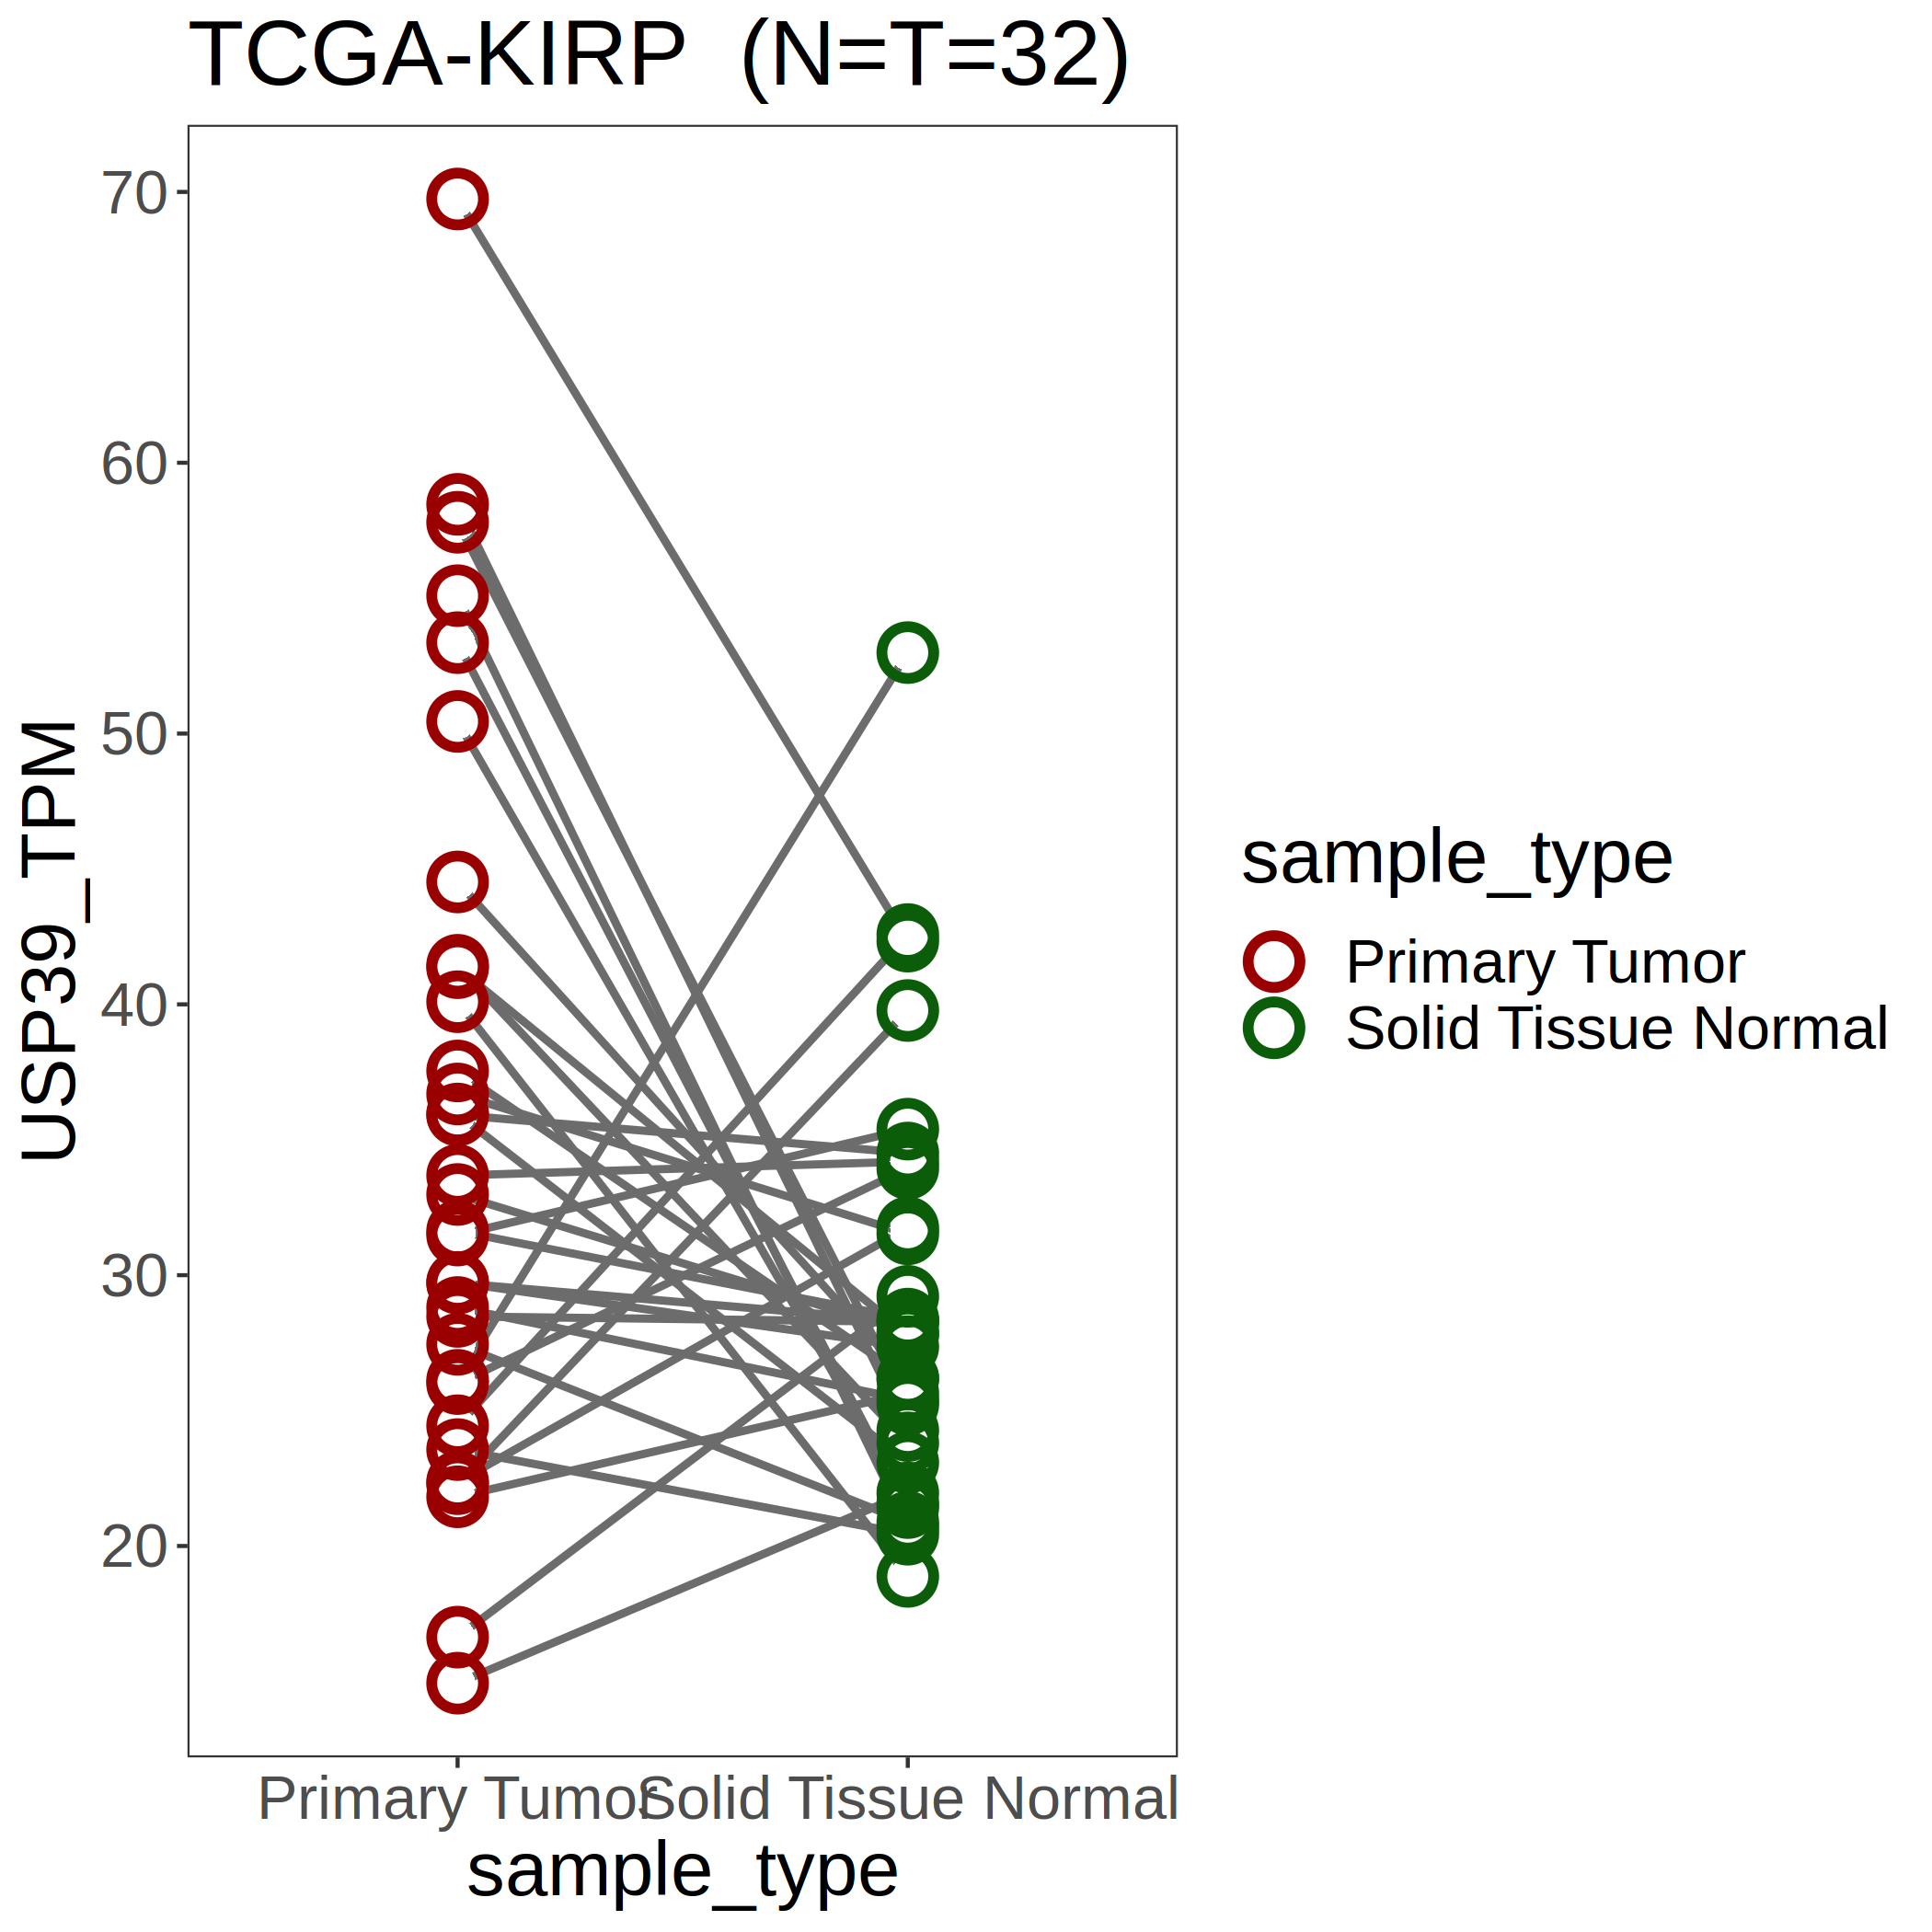 TCGA-KIRP  (N=T=32)
USP39_TPM
70
60
50
40
30
20
Primary Tumor
Solid Tissue Normal
sample_type
sample_type
Primary Tumor
Solid Tissue Normal